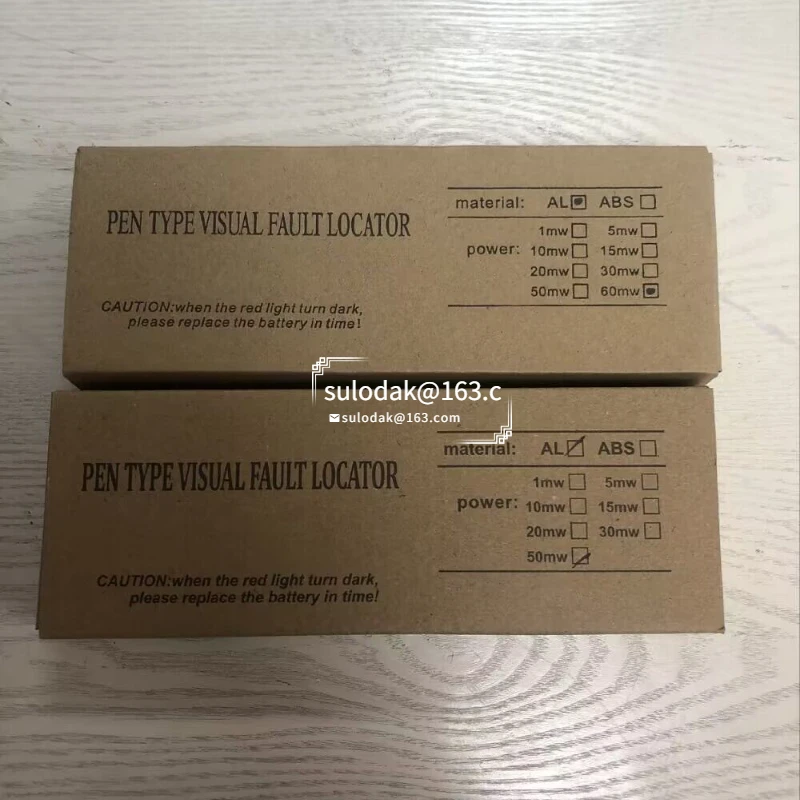 PEN TYPE VISUAL FAULT LOCATOR
CAUTION:when the red light turn dark,
please replace the battery in time!
material: AL ABS
1mw 5mw
power: 10mw 15mw
20mw 30mw
50mw 60mw
sulodak@163.c
sulodak@163.com
PEN TYPE VISUAL FAULT LOCATOR
CAUTION:when the red light turn dark,
please replace the battery in time!
material: AL ABS
1mw 5mw
power: 10mw 15mw
20mw 30mw
50mw